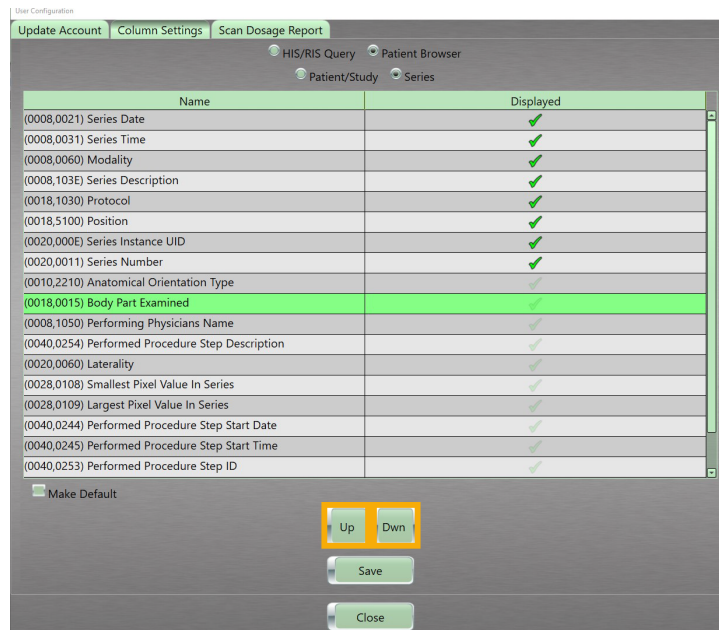 User Configuration
Update Account Column Settings Scan Dosage Report
HIS/RIS Query Patient Browser
Patient/Study Series
Name Displayed
(0008,0021) Series Date
(0008,0031) Series Time
(0008,0060) Modality
(0008,103E) Series Description
(0018,1030) Protocol
(0018,5100) Position
(0020,000E) Series Instance UID
(0020,0011) Series Number
(0010,2210) Anatomical Orientation Type
(0018,0015) Body Part Examined
(0008,1050) Performing Physicians Name
(0040,0254) Performed Procedure Step Description
(0020,0060) Laterality
(0028,0108) Smallest Pixel Value In Series
(0028,0109) Largest Pixel Value In Series
(0040,0244) Performed Procedure Step Start Date
(0040,0245) Performed Procedure Step Start Time
(0040,0253) Performed Procedure Step ID
Make Default
Up Dwn
Save
Close